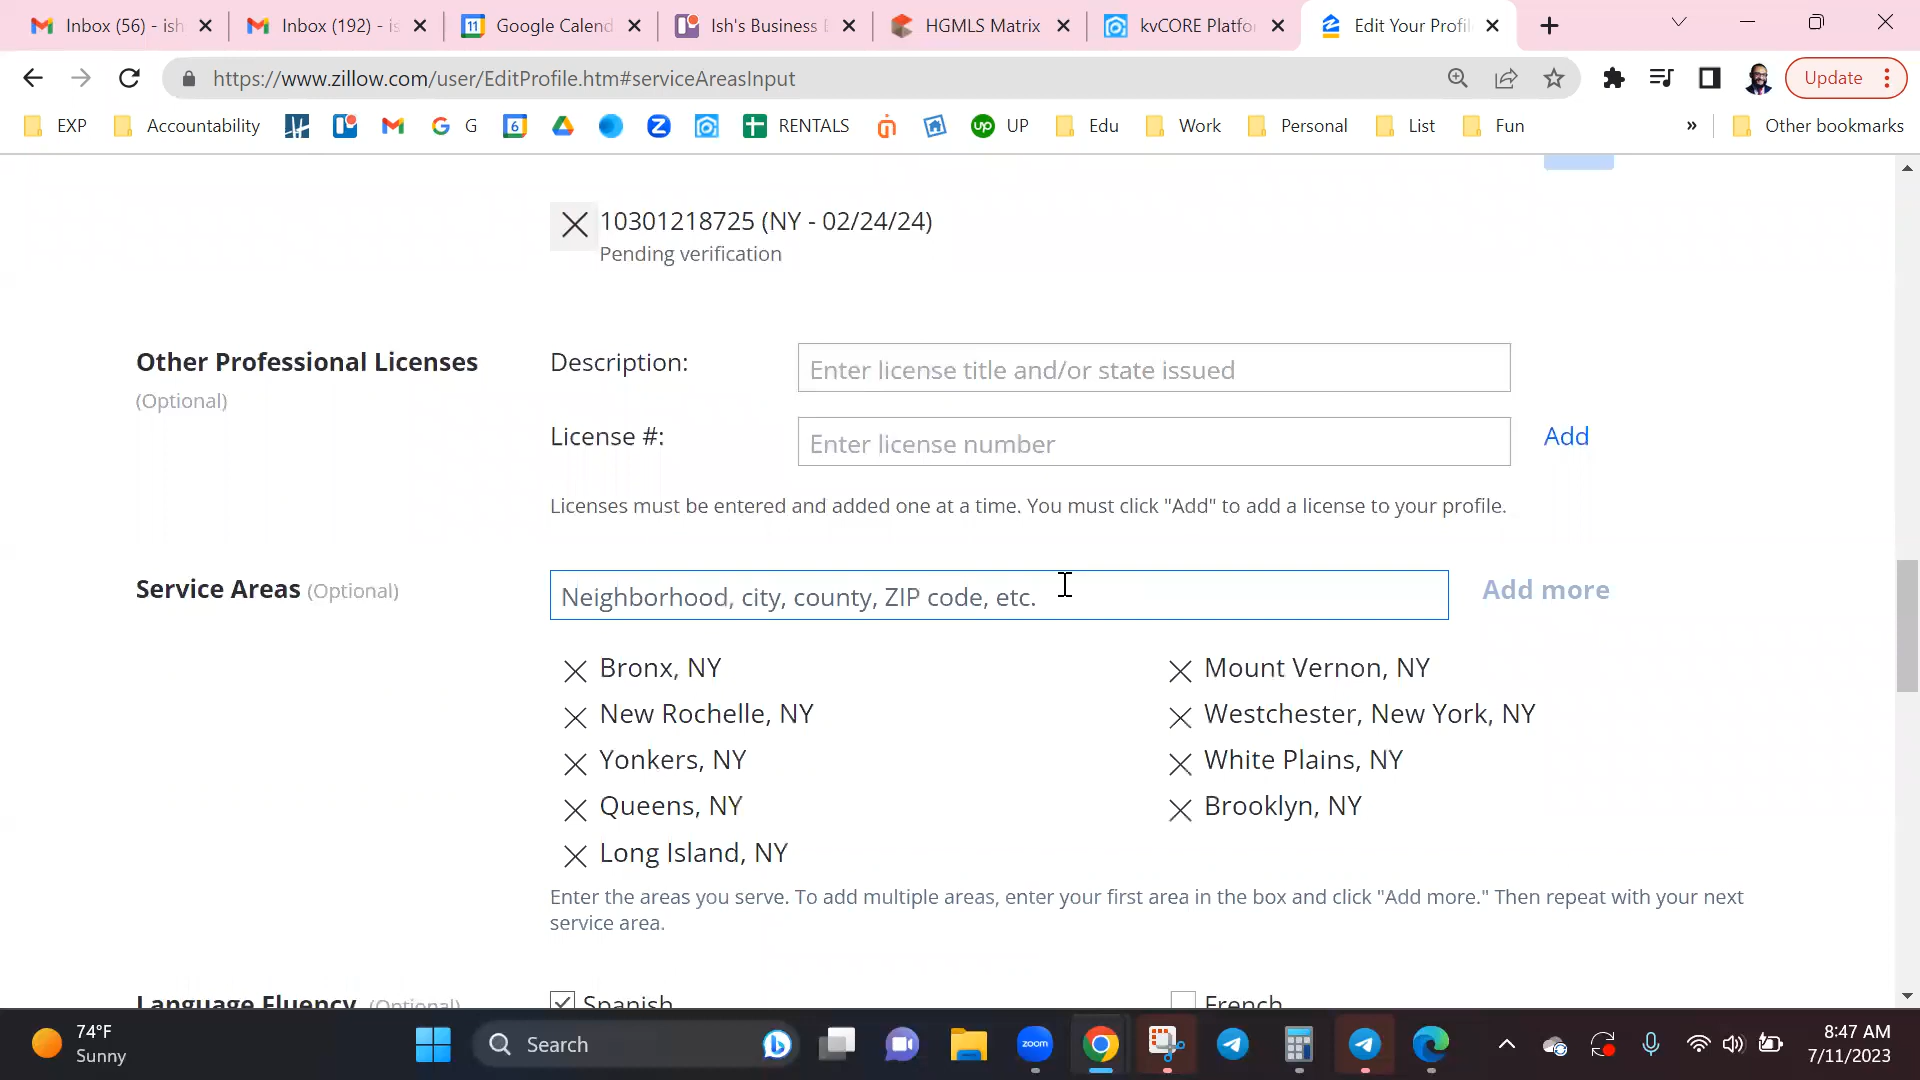 Inbox (56) - ish
Inbox (192) - is
Google Calend
Ish's Business
HGMLS Matrix
kvCORE Platfo
Edit Your Profil
https://www.zillow.com/user/EditProfile.htm#serviceAreasInput
Update
EXP
Accountability
G
RENTALS
UP
Edu
Work
Personal
List
Fun
»
Other bookmarks
10301218725 (NY - 02/24/24)
Pending verification
Other Professional Licenses
(Optional)
Description:
Enter license title and/or state issued
License #:
Enter license number
Add
Licenses must be entered and added one at a time. You must click "Add" to add a license to your profile.
Service Areas (Optional)
Neighborhood, city, county, ZIP code, etc.
Add more
Bronx, NY
Mount Vernon, NY
New Rochelle, NY
Westchester, New York, NY
Yonkers, NY
White Plains, NY
Queens, NY
Brooklyn, NY
Long Island, NY
Enter the areas you serve. To add multiple areas, enter your first area in the box and click "Add more." Then repeat with your next
service area.
Language Fluency (Optional)
Spanish
French
74°F
Sunny
Search
zoom
8:47 AM
7/11/2023